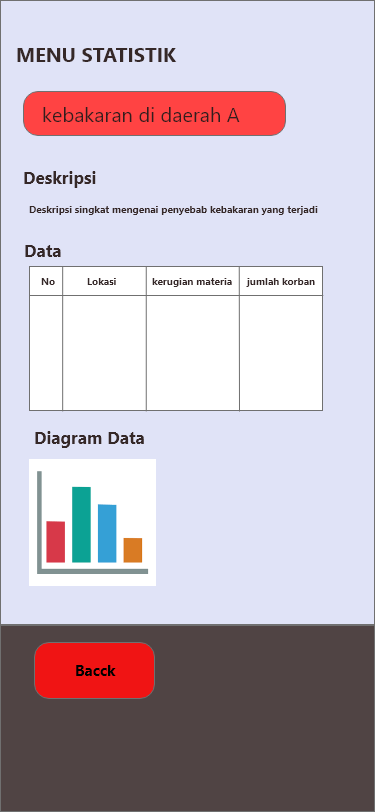 MENU STATISTIK
kebakaran di daerah A
Deskripsi
Deskripsi singkat mengenai penyebab kebakaran yang terjadi
Data
No Lokasi kerugian materia jumlah korban
Diagram Data
Bacck